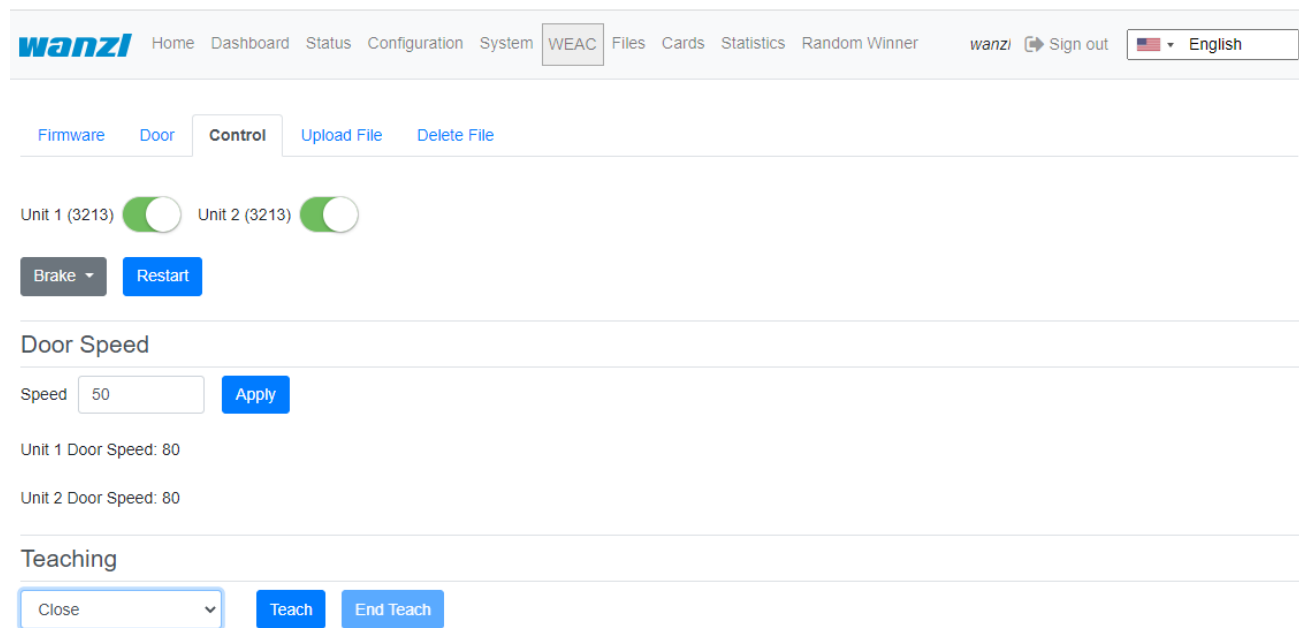 wanzl Home Dashboard Status Configuration System WEAC Files Cards Statistics Random Winner wanzl Sign out English
Firmware Door Control Upload File Delete File
Unit 1 (3213) Unit 2 (3213)
Brake Restart
Door Speed
Speed 50 Apply
Unit 1 Door Speed: 80
Unit 2 Door Speed: 80
Teaching
Close Teach End Teach